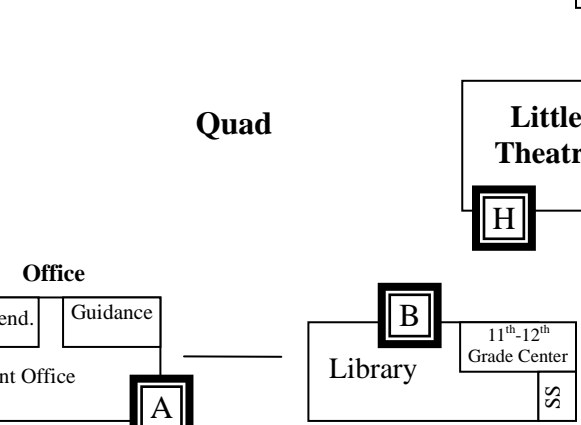 Quad
Little
Theatr
H
Office
end.
Guidance
B
11th-12th
Grade Center
Library
nt Office
SS
A